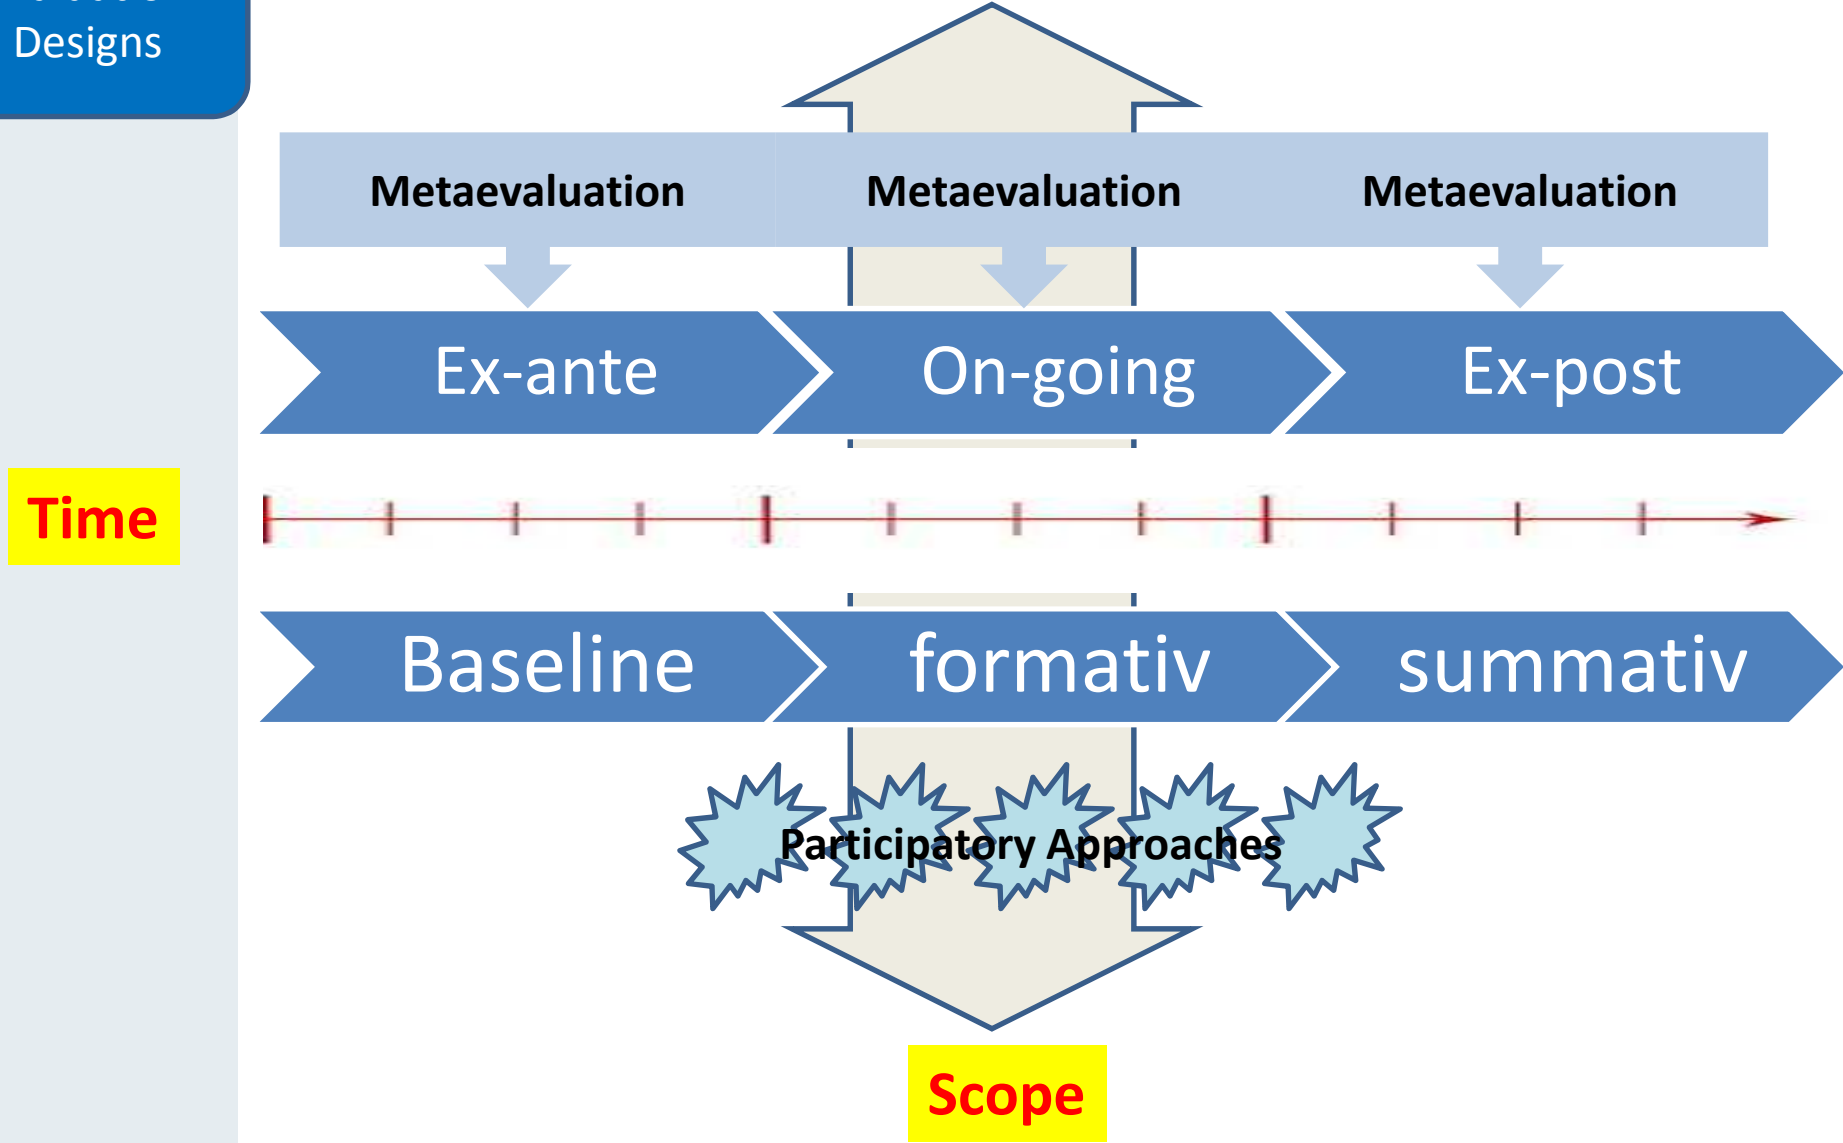 Designs
Metaevaluation Metaevaluation Metaevaluation
Ex-ante On-going Ex-post
Time
Baseline formativ summativ
Participatory Approaches
Scope